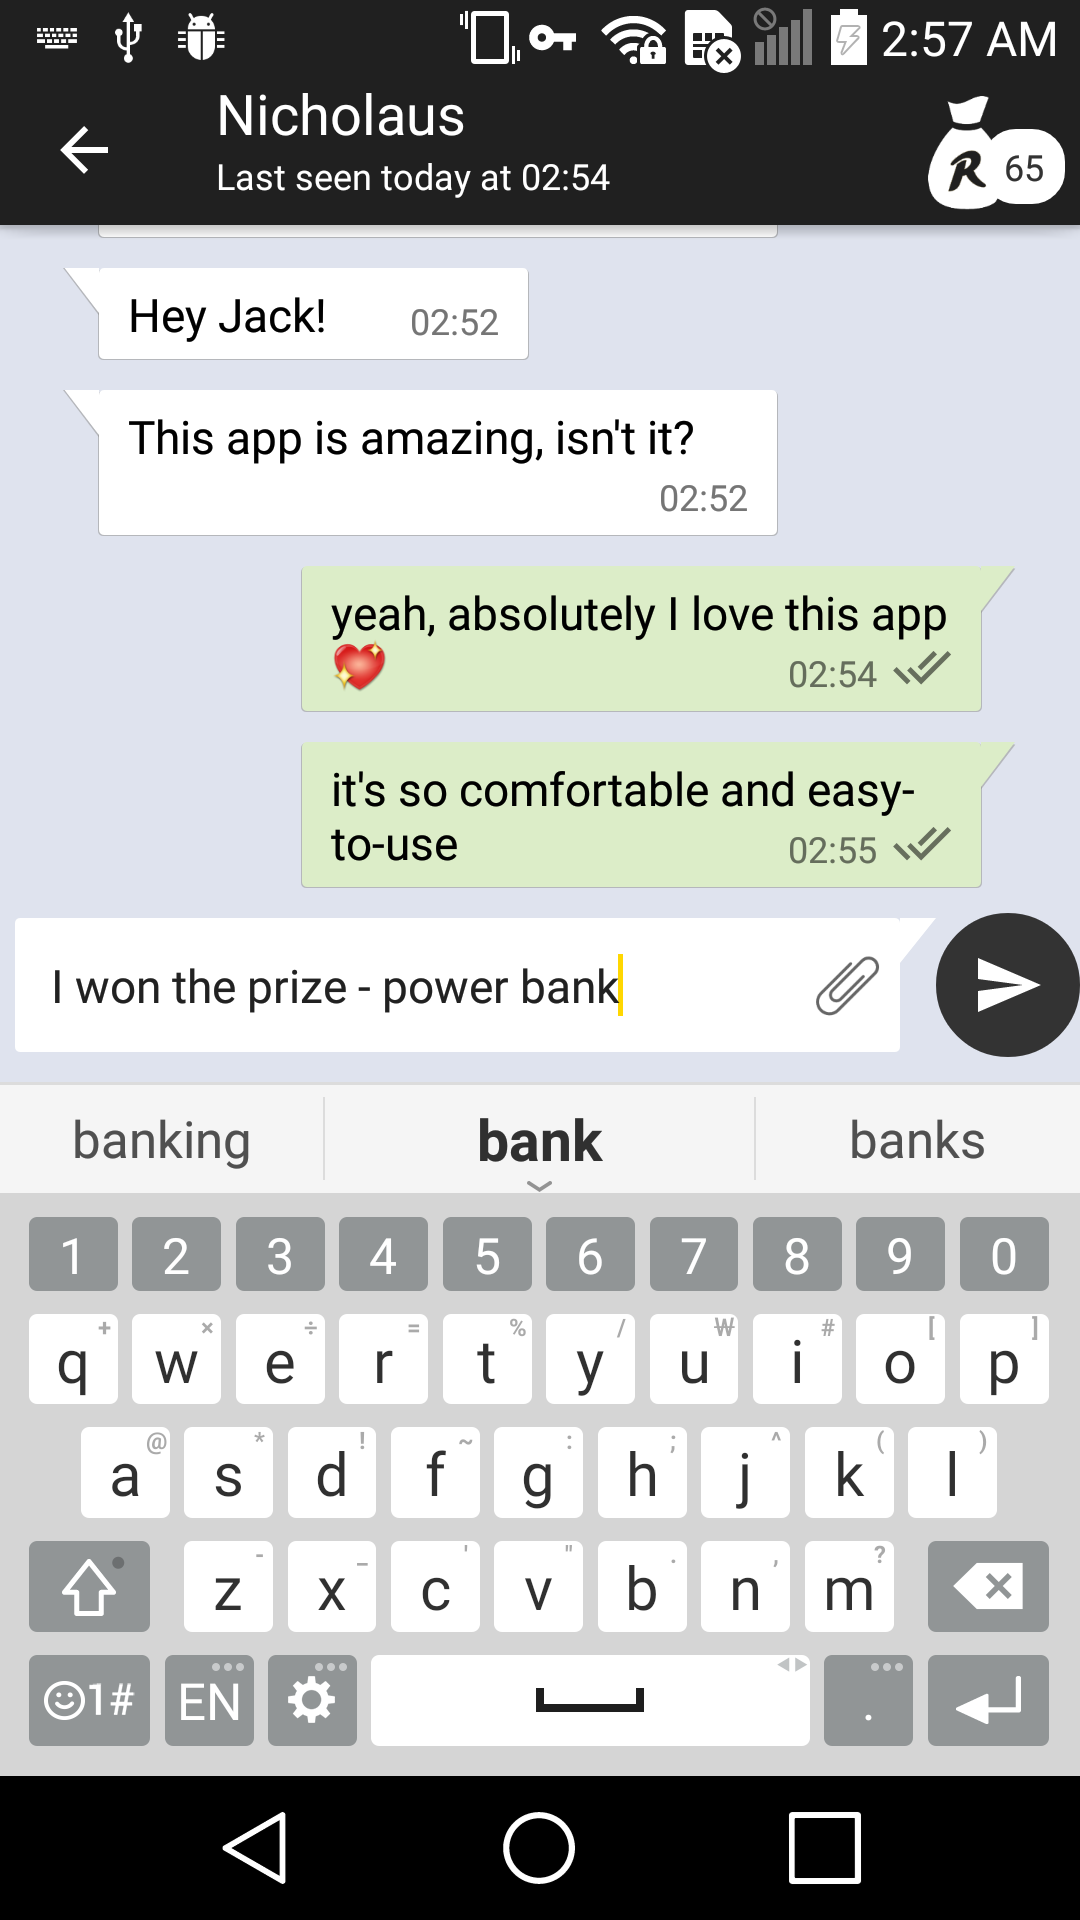 2:57 AM
Nicholaus
Last seen today at 02:54
R 65
Hey Jack! 02:52
This app is amazing, isn't it?
02:52
yeah, absolutely I love this app
💖 02:54
it's so comfortable and easy-
to-use 02:55
I won the prize - power bank
banking bank banks
1 2 3 4 5 6 7 8 9 0
+ × ÷ = % / ₩ # [ ]
q w e r t y u i o p
@ * ! ~ : ; ^ ( )
a s d f g h j k l
- _ ' " . , ?
z x c v b n m
1# EN .